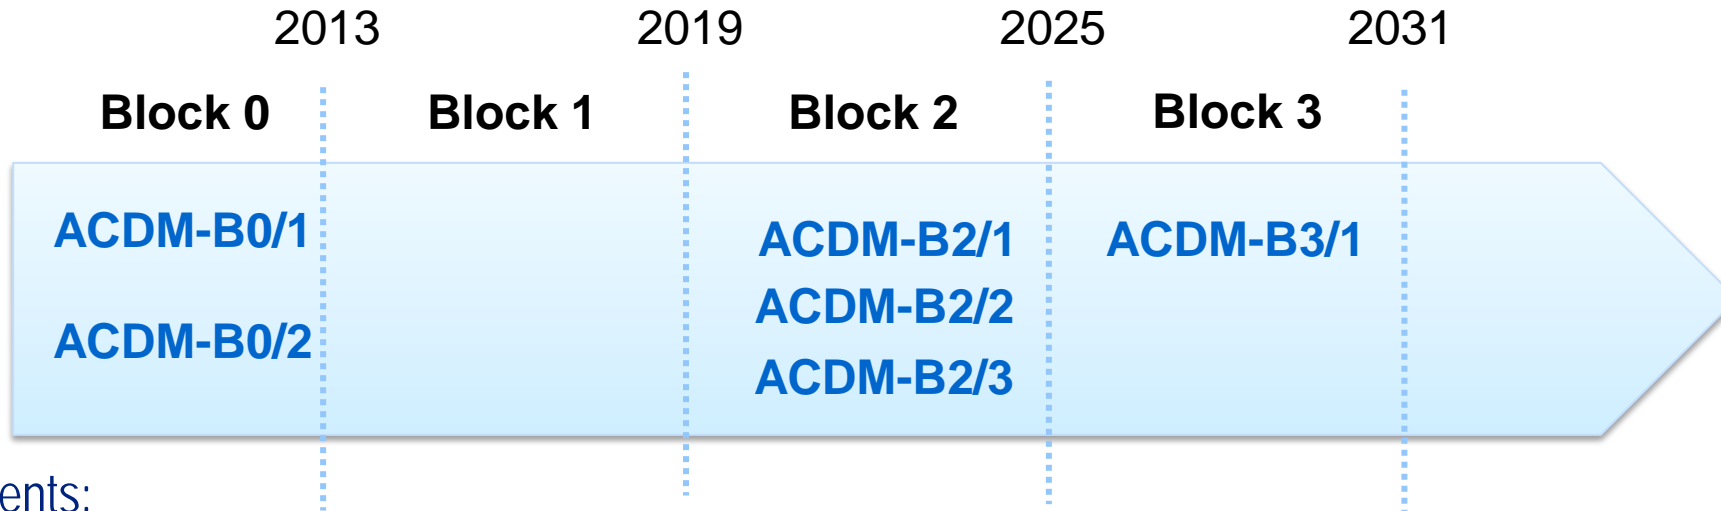 2013 2019 2025 2031
Block 0 Block 1 Block 2 Block 3
ACDM-B0/1 ACDM-B2/1 ACDM-B3/1
ACDM-B2/2
ACDM-B0/2
ACDM-B2/3